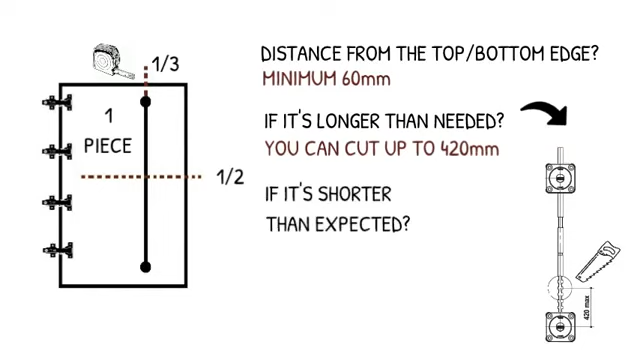 1/3
1
PIECE
1/2
DISTANCE FROM THE TOP/BOTTOM EDGE?
MINIMUM 60mm
IF IT'S LONGER THAN NEEDED?
YOU CAN CUT UP TO 420mm
IF IT'S SHORTER
THAN EXPECTED?
420 max